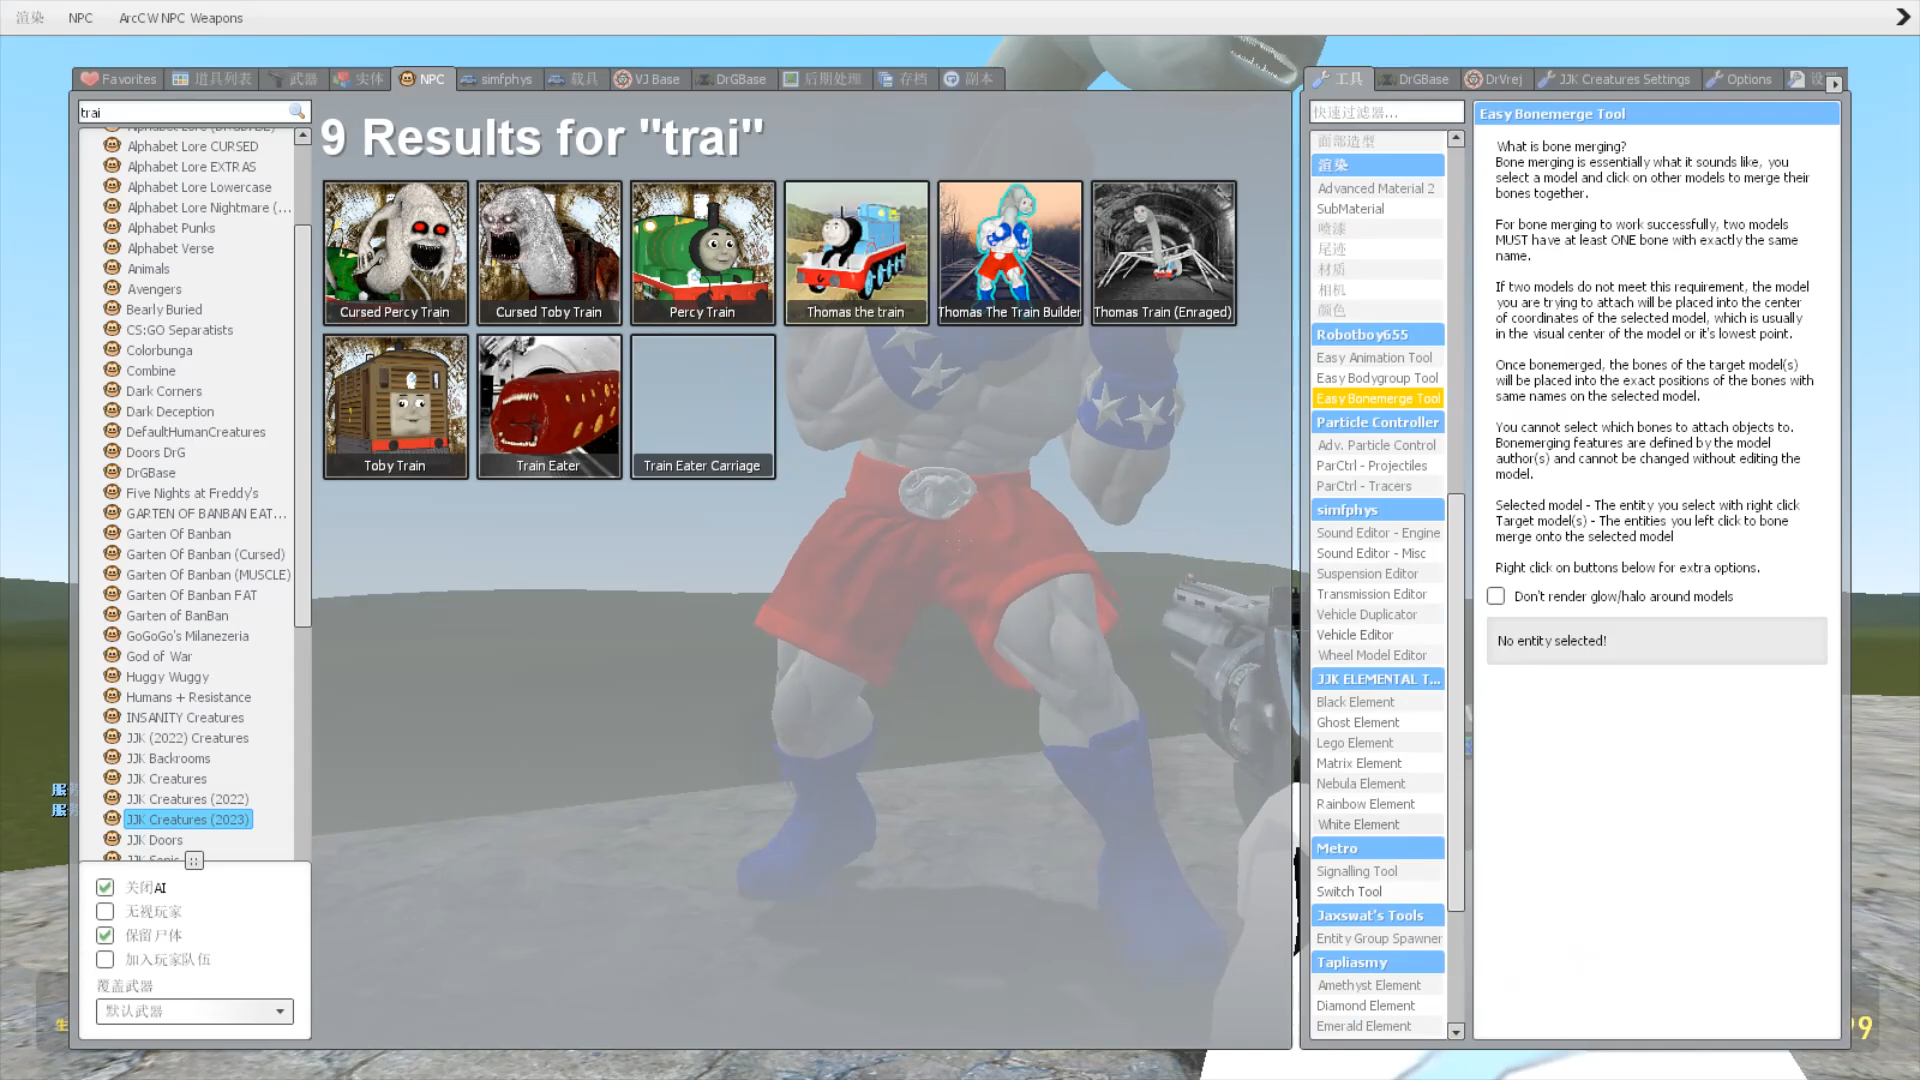 渲染 NPC ArcCW NPC Weapons
Favorites 道具列表 武器 实体 NPC simfphys 载具 VJ Base DrGBase 后期处理 存档 副本
工具 DrGBase DrVrej JJK Creatures Settings Options
trai
Alphabet Lore CURSED
Alphabet Lore EXTRAS
Alphabet Lore Lowercase
Alphabet Lore Nightmare (...
Alphabet Punks
Alphabet Verse
Animals
Avengers
Bearly Buried
CS:GO Separatists
Colorbunga
Combine
Dark Corners
Dark Deception
DefaultHumanCreatures
Doors DrG
DrGBase
Five Nights at Freddy's
GARTEN OF BANBAN EAT...
Garten Of Banban
Garten Of Banban (Cursed)
Garten Of Banban (MUSCLE)
Garten Of Banban FAT
Garten of BanBan
GoGoGo's Milanezeria
God of War
Huggy Wuggy
Humans + Resistance
INSANITY Creatures
JJK (2022) Creatures
JJK Backrooms
JJK Creatures
JJK Creatures (2022)
JJK Creatures (2023)
JJK Doors
关闭AI
无视玩家
保留尸体
加入玩家队伍
覆盖武器
默认武器
9 Results for "trai"
Cursed Percy Train
Cursed Toby Train
Percy Train
Thomas the train
Thomas The Train Builder
Thomas Train (Enraged)
Toby Train
Train Eater
Train Eater Carriage
快速过滤器...
面部造型
渲染
Advanced Material 2
SubMaterial
喷漆
尾迹
材质
相机
颜色
Robotboy655
Easy Animation Tool
Easy Bodygroup Tool
Easy Bonemerge Tool
Particle Controller
Adv. Particle Control
ParCtrl - Projectiles
ParCtrl - Tracers
simfphys
Sound Editor - Engine
Sound Editor - Misc
Suspension Editor
Transmission Editor
Vehicle Duplicator
Vehicle Editor
Wheel Model Editor
JJK ELEMENTAL T...
Black Element
Ghost Element
Lego Element
Matrix Element
Nebula Element
Rainbow Element
White Element
Metro
Signalling Tool
Switch Tool
Jaxswat's Tools
Entity Group Spawner
Tapliasmy
Amethyst Element
Diamond Element
Emerald Element
Easy Bonemerge Tool
What is bone merging?
Bone merging is essentially what it sounds like, you
select a model and click on other models to merge their
bones together.
For bone merging to work successfully, two models
MUST have at least ONE bone with exactly the same
name.
If two models do not meet this requirement, the model
you are trying to attach will be placed into the center
of coordinates of the selected model, which is usually
in the visual center of the model or it's lowest point.
Once bonemerged, the bones of the target model(s)
will be placed into the exact positions of the bones with
same names on the selected model.
You cannot select which bones to attach objects to.
Bonemerging features are defined by the model
author(s) and cannot be changed without editing the
model.
Selected model - The entity you select with right click
Target model(s) - The entities you left click to bone
merge onto the selected model
Right click on buttons below for extra options.
Don't render glow/halo around models
No entity selected!